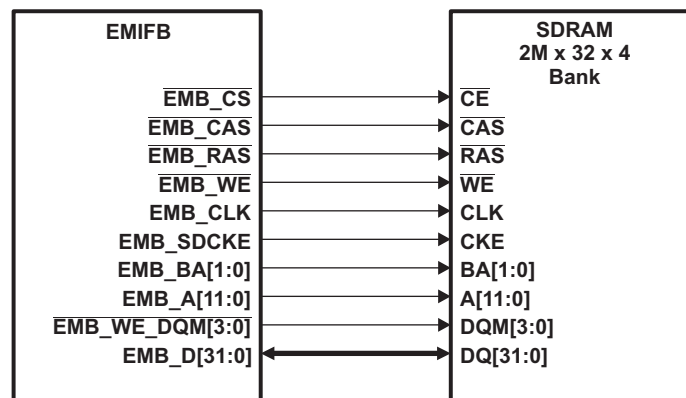 EMIFB
EMB_CS
EMB_CAS
EMB_RAS
EMB_WE
EMB_CLK
EMB_SDCKE
EMB_BA[1:0]
EMB_A[11:0]
EMB_WE_DQM[3:0]
EMB_D[31:0]
SDRAM
2M x 32 x 4
Bank
CE
CAS
RAS
WE
CLK
CKE
BA[1:0]
A[11:0]
DQM[3:0]
DQ[31:0]